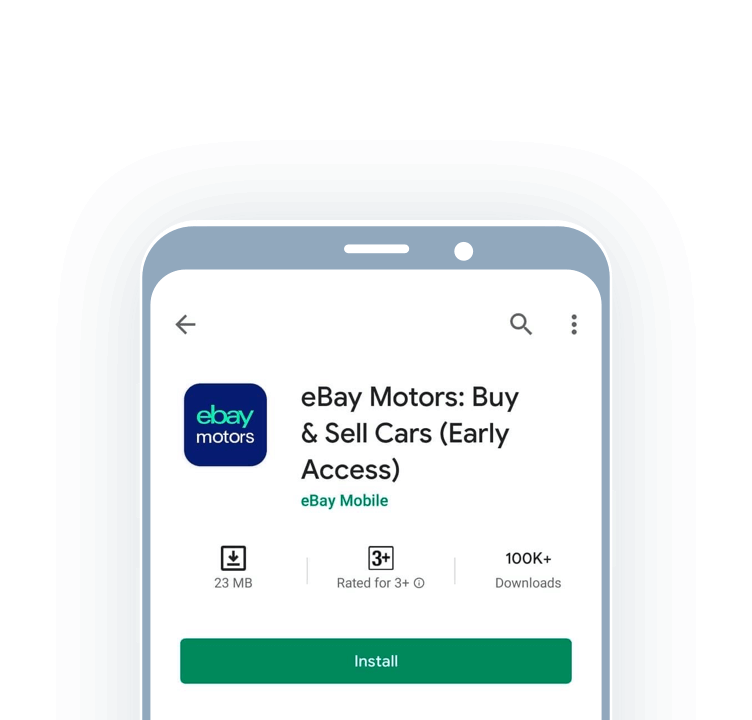 ebay
motors
eBay Motors: Buy
& Sell Cars (Early
Access)
eBay Mobile
3+
100K+
23 MB
Rated for 3+
Downloads
Install